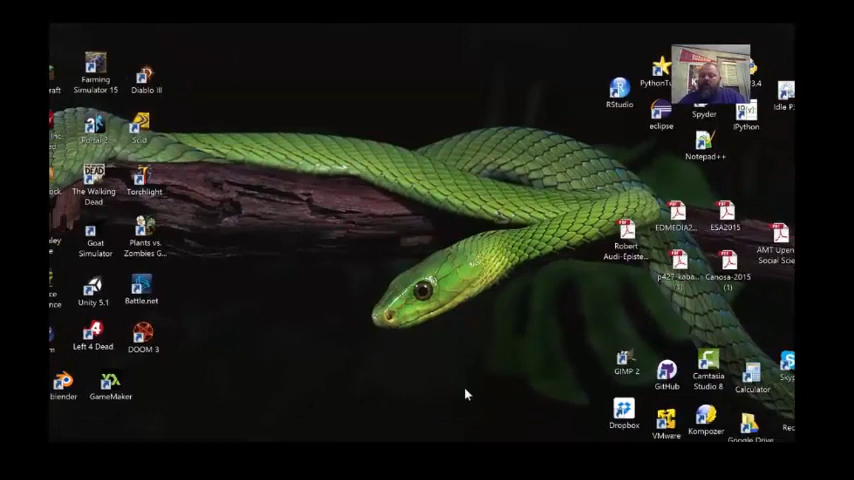 Farming
Simulator 15
Diablo III
Portal 2
Scid
The Walking
Dead
Torchlight
Goat
Simulator
Plants vs.
Zombies G...
Unity 5.1
Battle.net
Left 4 Dead
DOOM 3
GameMaker
RStudio
eclipse
Spyder
IPython
Notepad++
EDMEDIA2...
ESA2015
Robert
Audi-Episte...
Canosa-2015
(1)
(1)
GIMP 2
GitHub
Camtasia
Studio 8
Calculator
Dropbox
VMware
Kompozer
Google Drive